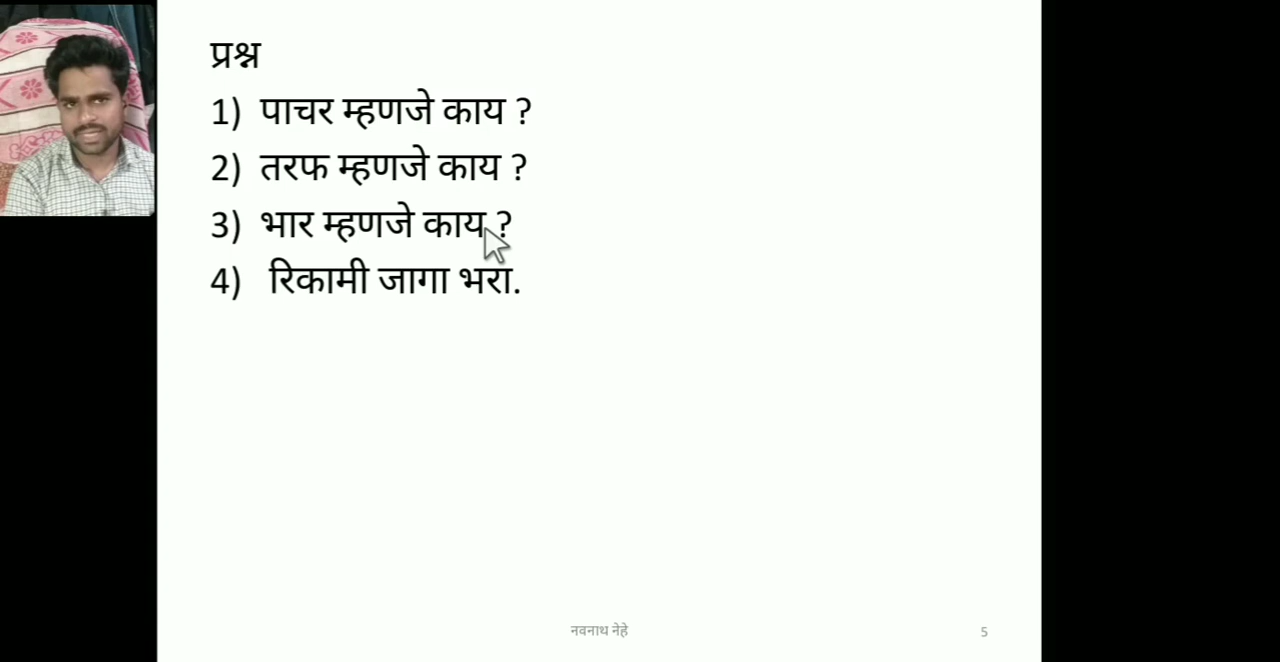 प्रश्न
1) पाचर म्हणजे काय ?
2) तरफ म्हणजे काय ?
3) भार म्हणजे काय ?
4) रिकामी जागा भरा.
नवनाथ नेहे
5